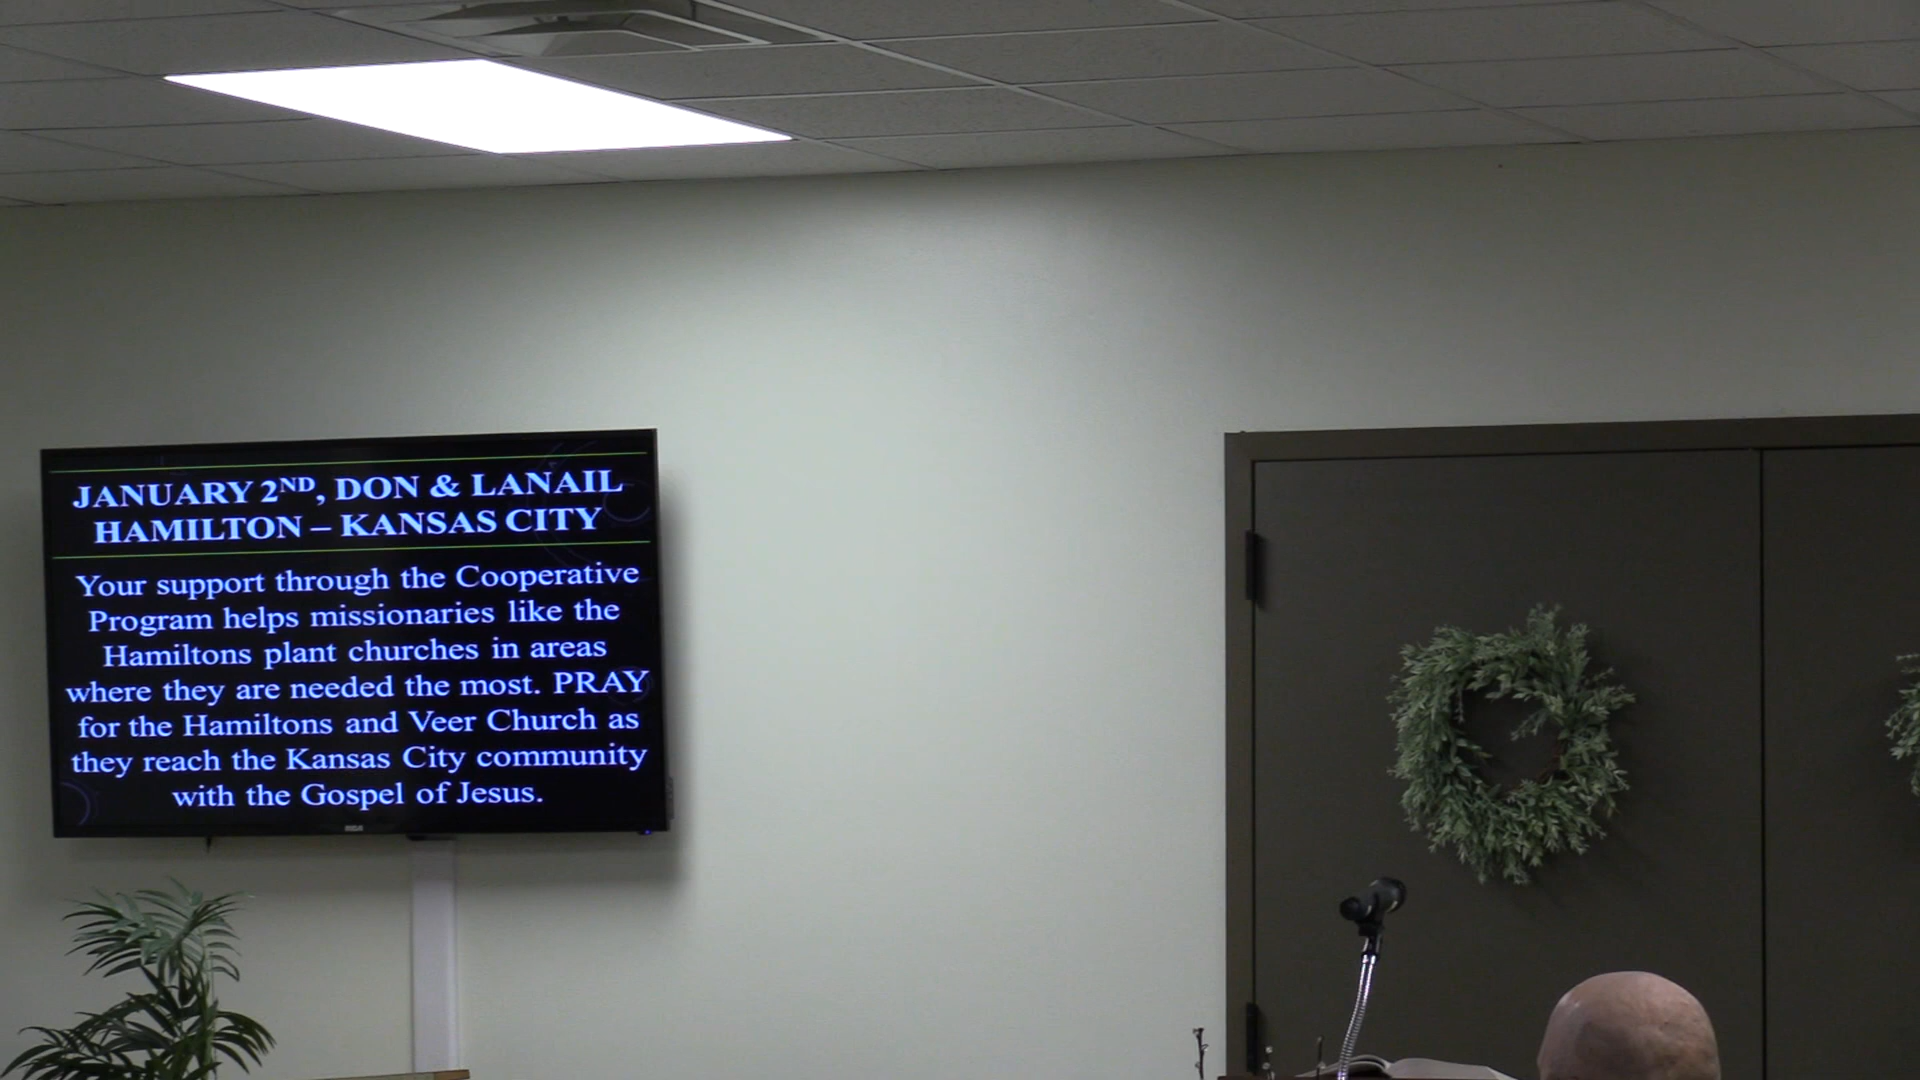 JANUARY 2ND, DON & LANAIL
HAMILTON – KANSAS CITY
Your support through the Cooperative
Program helps missionaries like the
Hamiltons plant churches in areas
where they are needed the most. PRAY
for the Hamiltons and Veer Church as
they reach the Kansas City community
with the Gospel of Jesus.
RCA